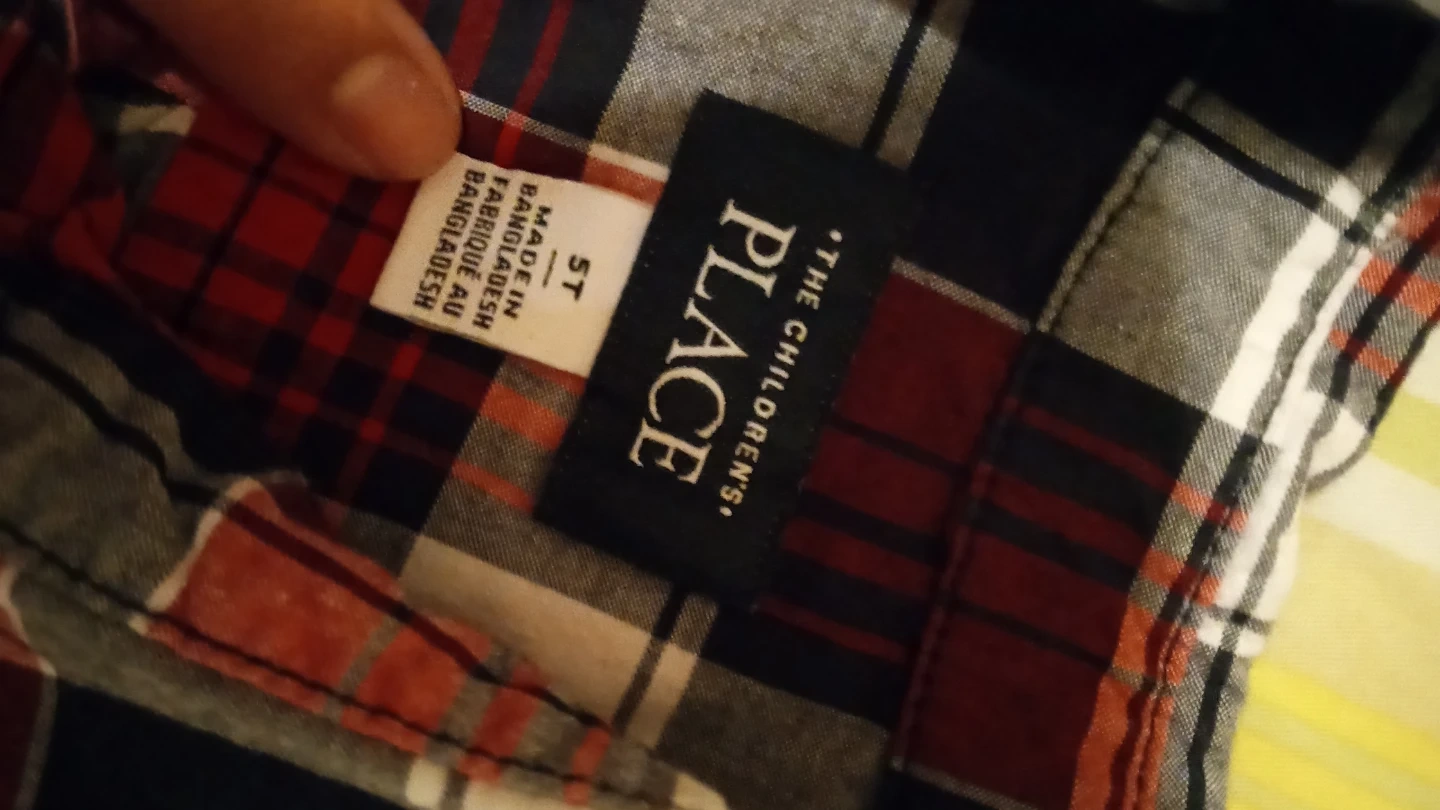 • THE CHILDREN'S •
PLACE
5T
MADE IN
BANGLADESH
FABRIQUÉ AU
BANGLADESH